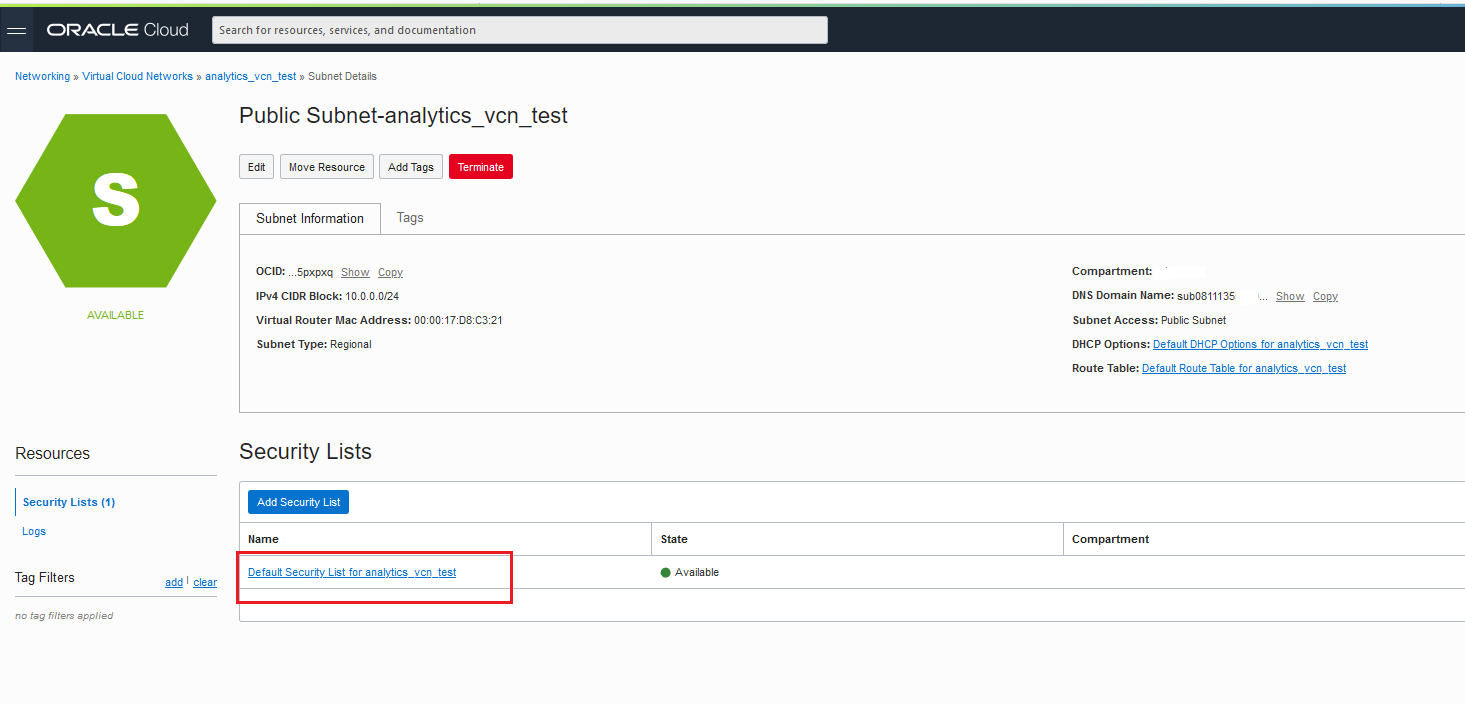 ORACLE Cloud
Search for resources, services, and documentation
Networking » Virtual Cloud Networks » analytics_vcn_test » Subnet Details
S
AVAILABLE
Public Subnet-analytics_vcn_test
Edit Move Resource Add Tags Terminate
Subnet Information Tags
OCID: ...5pxpxq Show Copy
IPv4 CIDR Block: 10.0.0.0/24
Virtual Router Mac Address: 00:00:17:D8:C3:21
Subnet Type: Regional
Compartment:
DNS Domain Name: sub0811135 ... Show Copy
Subnet Access: Public Subnet
DHCP Options: Default DHCP Options for analytics_vcn_test
Route Table: Default Route Table for analytics_vcn_test
Resources
Security Lists (1)
Logs
Tag Filters add | clear
no tag filters applied
Security Lists
Add Security List
Name State Compartment
Default Security List for analytics_vcn_test Available